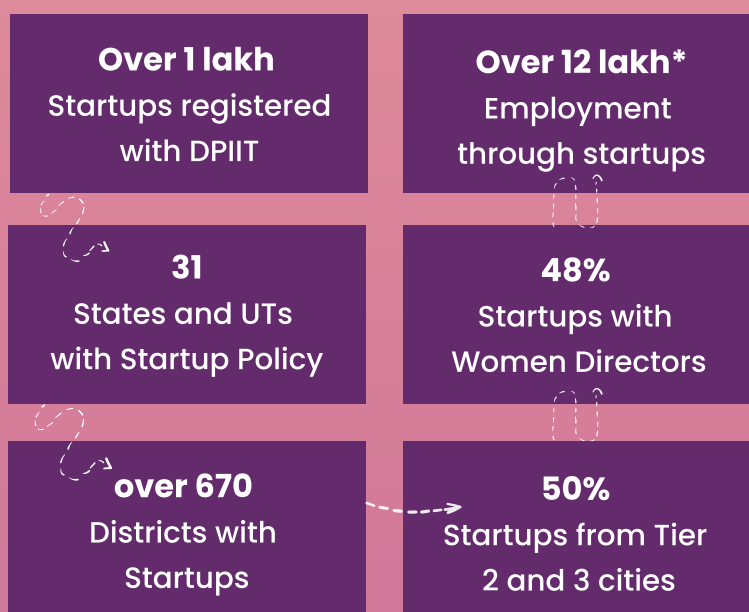 Over 1 lakh
Startups registered
with DPIIT
31
States and UTs
with Startup Policy
over 670
Districts with
Startups
50%
Startups from Tier
2 and 3 cities
48%
Startups with
Women Directors
Over 12 lakh*
Employment
through startups